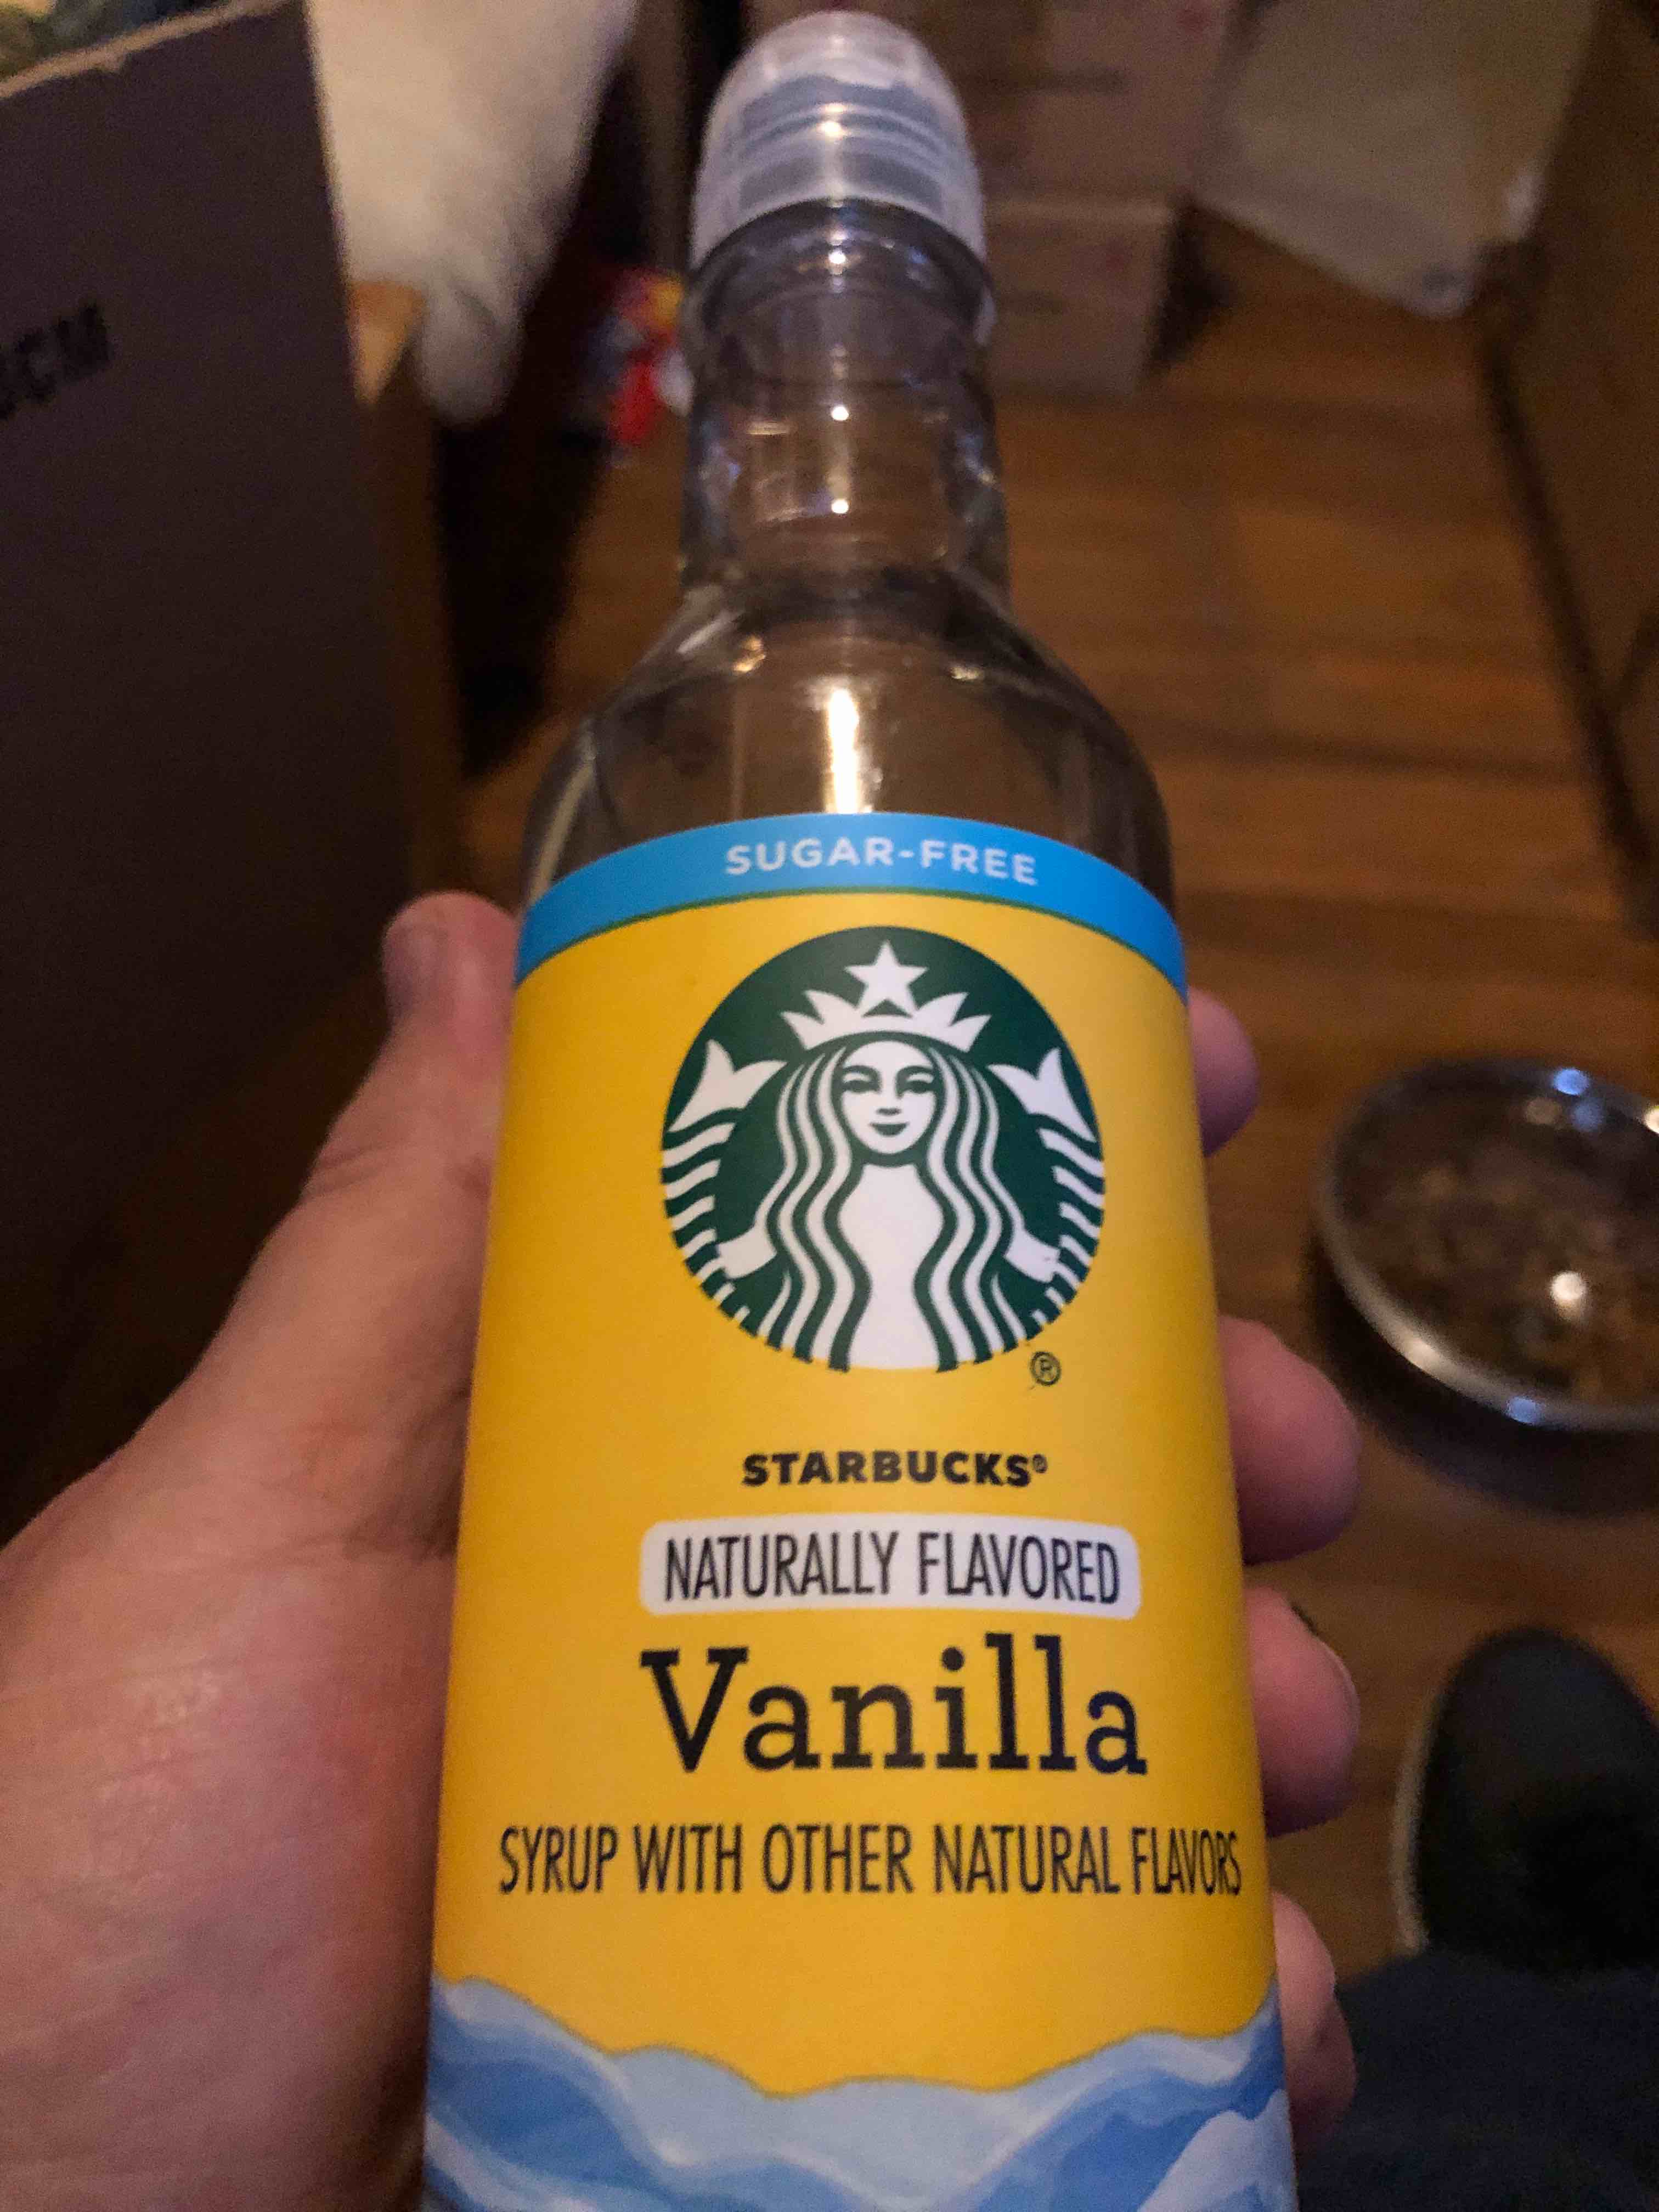 SUGAR-FREE
®
STARBUCKS®
NATURALLY FLAVORED
Vanilla
SYRUP WITH OTHER NATURAL FLAVORS